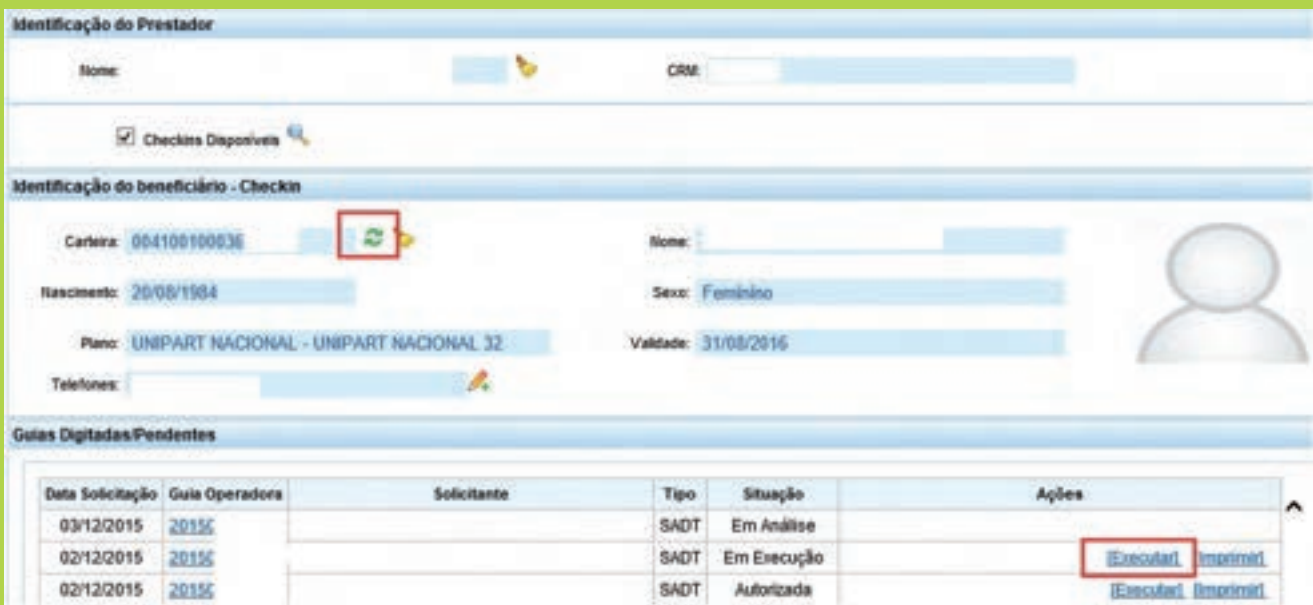 Identificação do Prestador
Nome: CRM:
Checkins Disponíveis
Identificação do beneficiário - Checkin
Carteira: 004100100036 Nome:
Nascimento: 20/08/1984 Sexo: Feminino
Plano: UNIPART NACIONAL - UNIPART NACIONAL 32 Validade: 31/08/2016
Telefones:
Guias Digitadas/Pendentes
Data Solicitação Guia Operadora Solicitante Tipo Situação Ações
03/12/2015 2015 SADT Em Análise
02/12/2015 2015 SADT Em Execução [Executar] [Imprimir]
02/12/2015 2015 SADT Autorizada [Executar] [Imprimir]